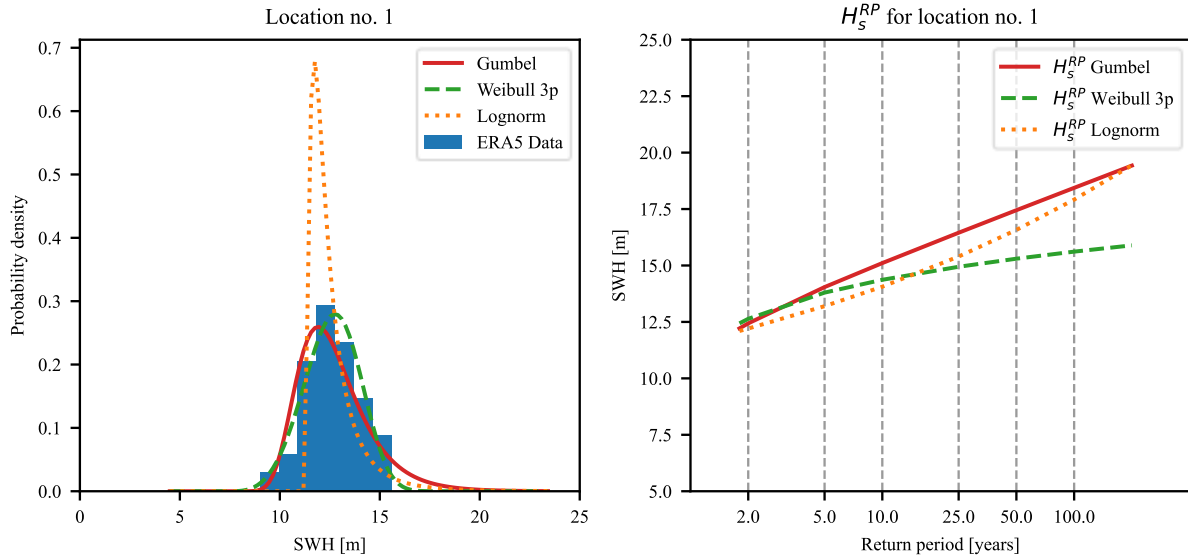 Location no. 1
Probability density
0.7
0.6
0.5
0.4
0.3
0.2
0.1
0.0
Gumbel
Weibull 3p
Lognorm
ERA5 Data
0 5 10 15 20 25
SWH [m]
H_s^{RP} for location no. 1
SWH [m]
25.0
22.5
20.0
17.5
15.0
12.5
10.0
7.5
5.0
H_s^{RP} Gumbel
H_s^{RP} Weibull 3p
H_s^{RP} Lognorm
2.0 5.0 10.0 25.0 50.0 100.0
Return period [years]